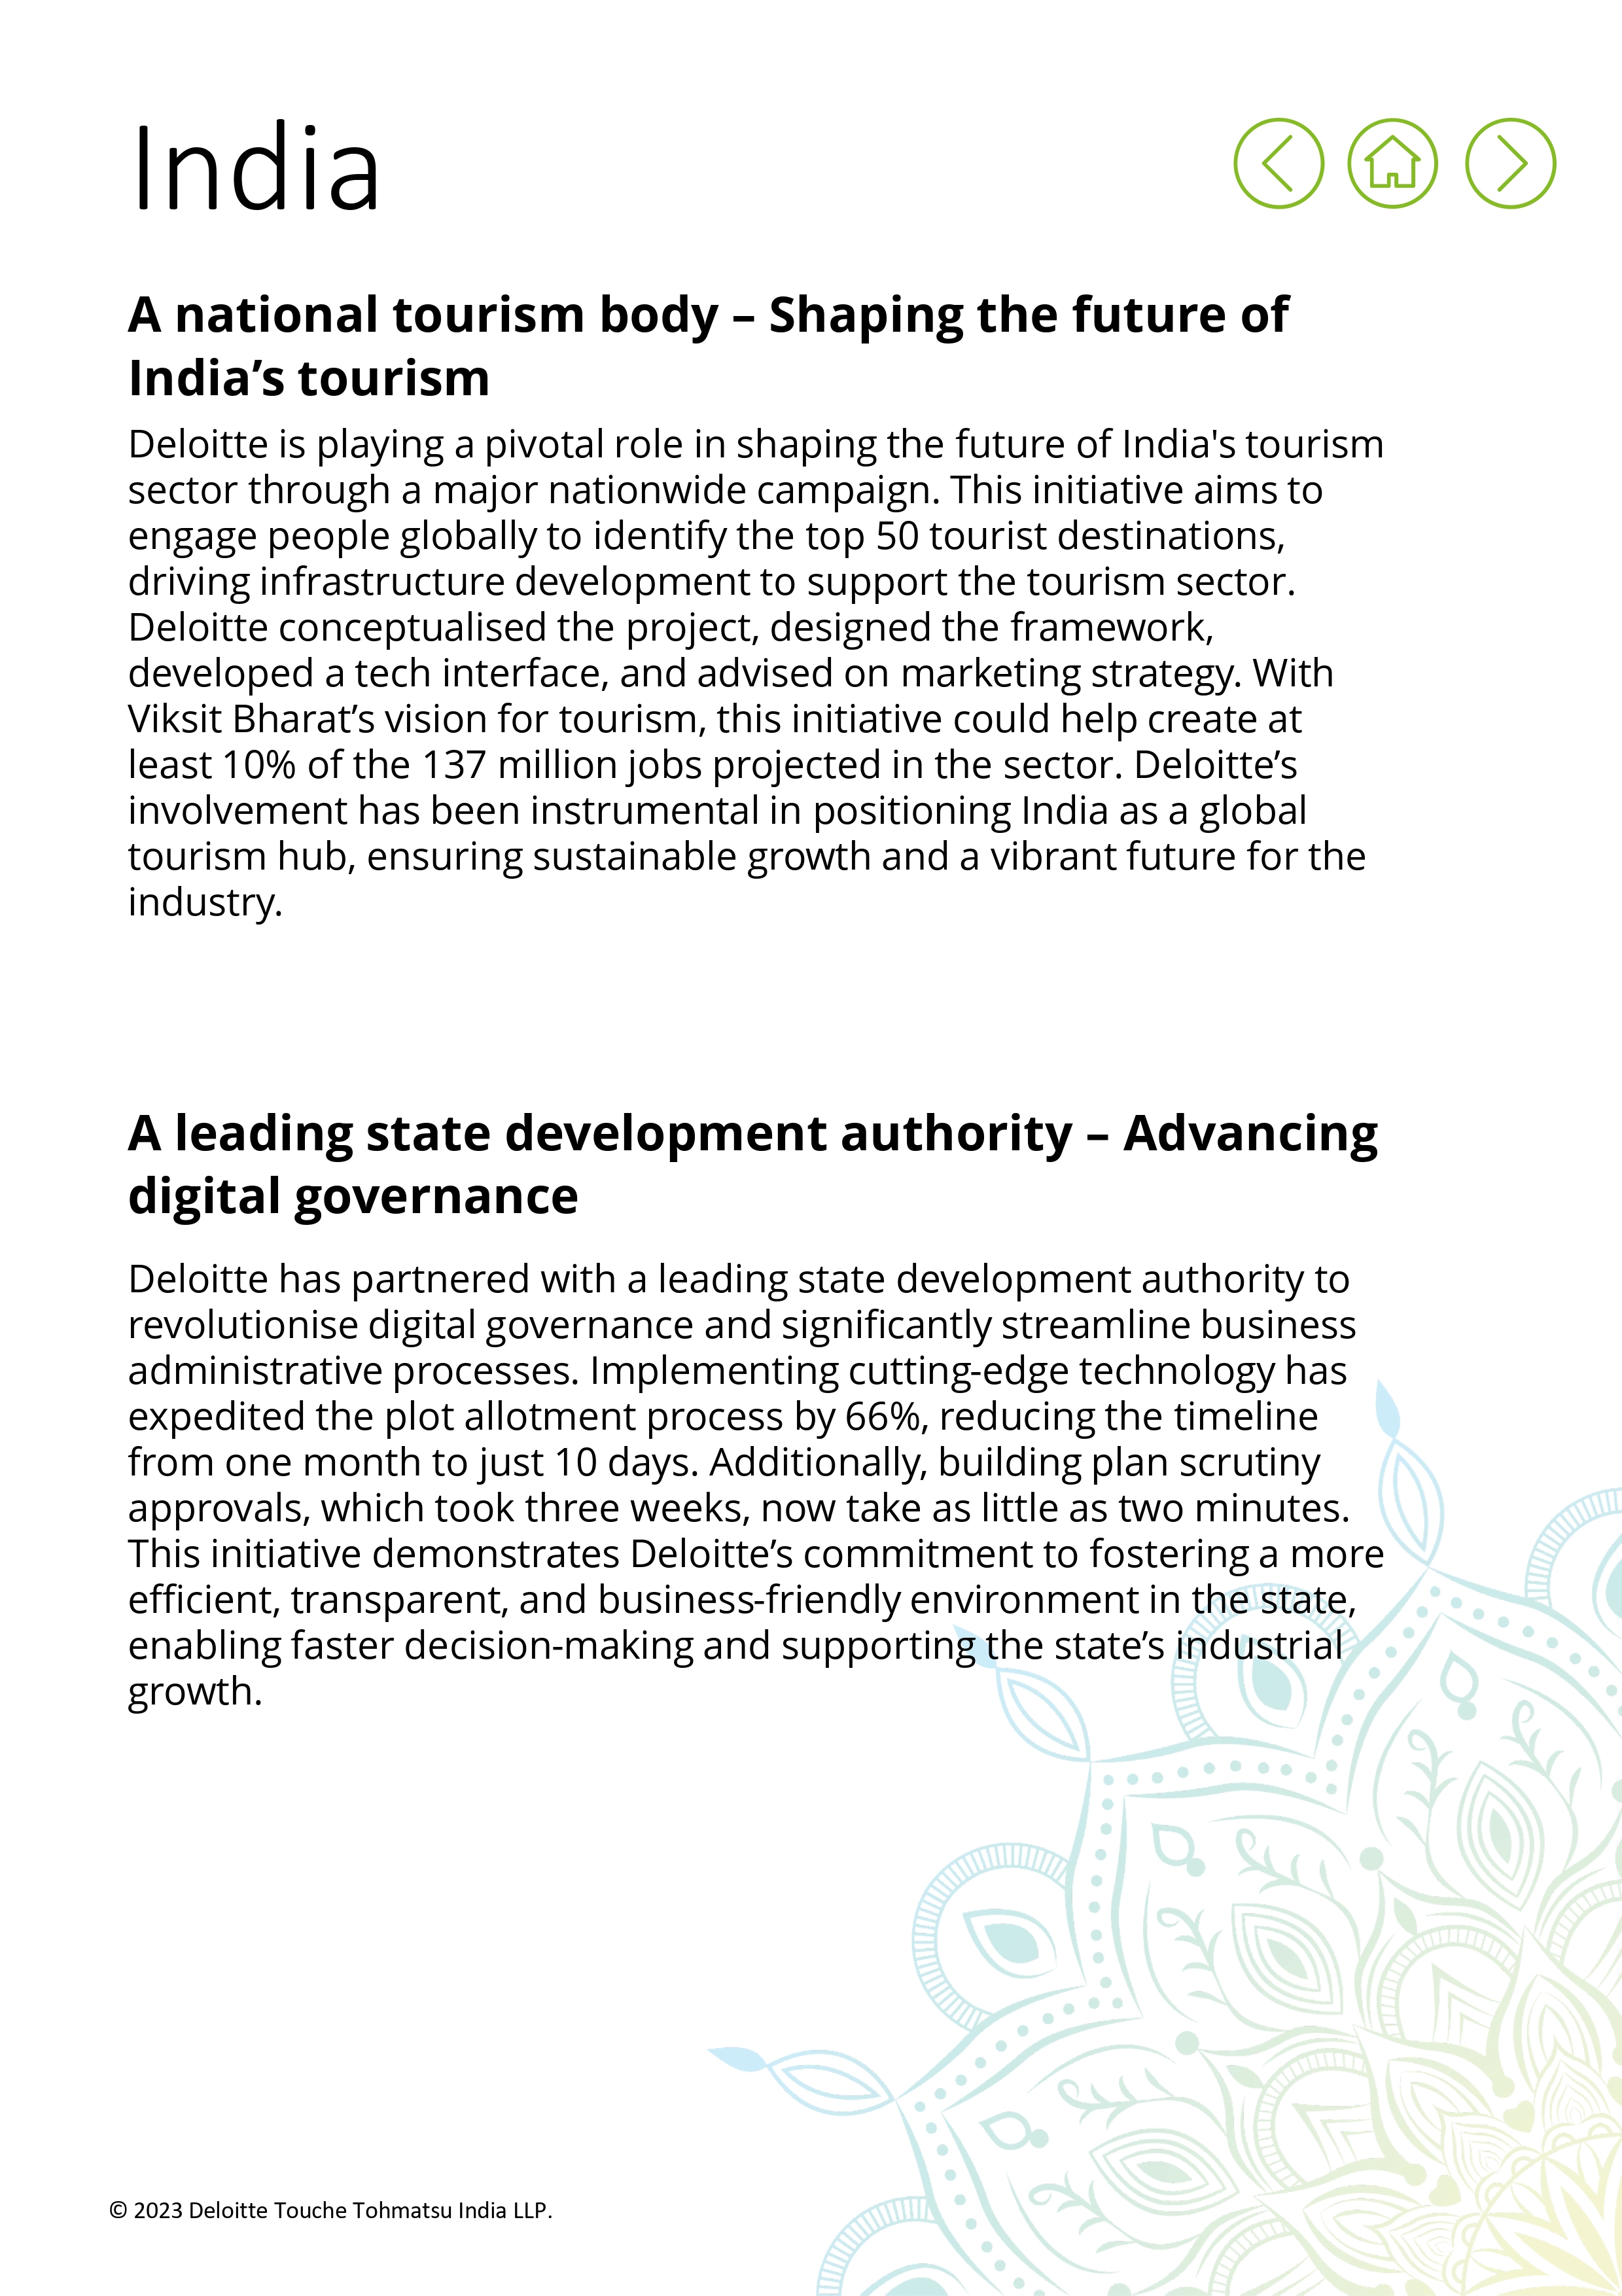 India
A national tourism body – Shaping the future of
India’s tourism
Deloitte is playing a pivotal role in shaping the future of India's tourism
sector through a major nationwide campaign. This initiative aims to
engage people globally to identify the top 50 tourist destinations,
driving infrastructure development to support the tourism sector.
Deloitte conceptualised the project, designed the framework,
developed a tech interface, and advised on marketing strategy. With
Viksit Bharat’s vision for tourism, this initiative could help create at
least 10% of the 137 million jobs projected in the sector. Deloitte’s
involvement has been instrumental in positioning India as a global
tourism hub, ensuring sustainable growth and a vibrant future for the
industry.
A leading state development authority – Advancing
digital governance
Deloitte has partnered with a leading state development authority to
revolutionise digital governance and significantly streamline business
administrative processes. Implementing cutting-edge technology has
expedited the plot allotment process by 66%, reducing the timeline
from one month to just 10 days. Additionally, building plan scrutiny
approvals, which took three weeks, now take as little as two minutes.
This initiative demonstrates Deloitte’s commitment to fostering a more
efficient, transparent, and business-friendly environment in the state,
enabling faster decision-making and supporting the state’s industrial
growth.
© 2023 Deloitte Touche Tohmatsu India LLP.